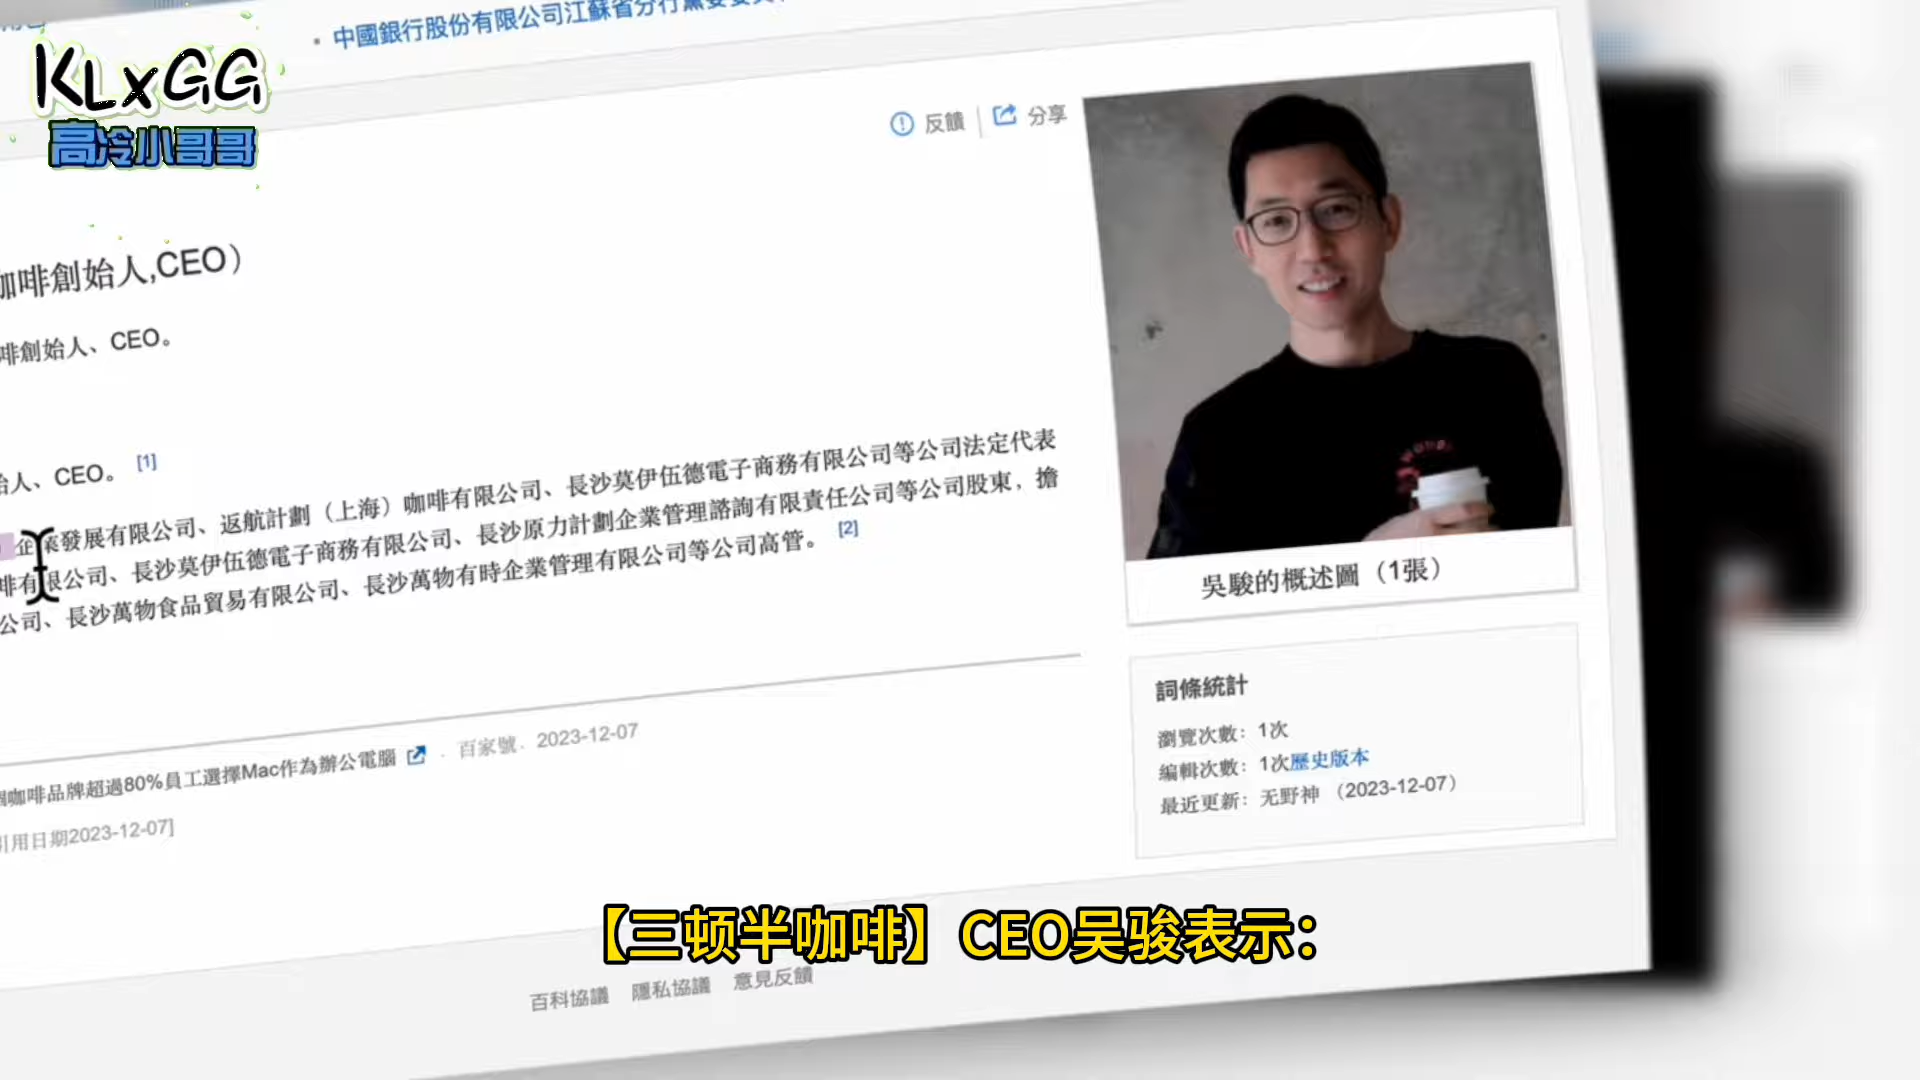 中國銀行股份有限公司江蘇省分行黨委委
KLxGG
高冷小哥哥
反饋
分享
咖啡創始人,CEO）
啡創始人、CEO。
始人、CEO。 [1]
企業發展有限公司、返航計劃（上海）咖啡有限公司、長沙莫伊伍德電子商務有限公司等公司法定代表
啡有限公司、長沙莫伊伍德電子商務有限公司、長沙原力計劃企業管理諮詢有限責任公司等公司股東，擔
公司、長沙萬物食品貿易有限公司、長沙萬物有時企業管理有限公司等公司高管。 [2]
吳駿的概述圖（1張）
詞條統計
瀏覽次數：1次
編輯次數：1次歷史版本
最近更新：无野神（2023-12-07）
咖啡品牌超過80%員工選擇Mac作為辦公電腦 . 百家號. 2023-12-07
引用日期2023-12-07]
【三顿半咖啡】CEO吴骏表示：
百科協議 隱私協議 意見反饋